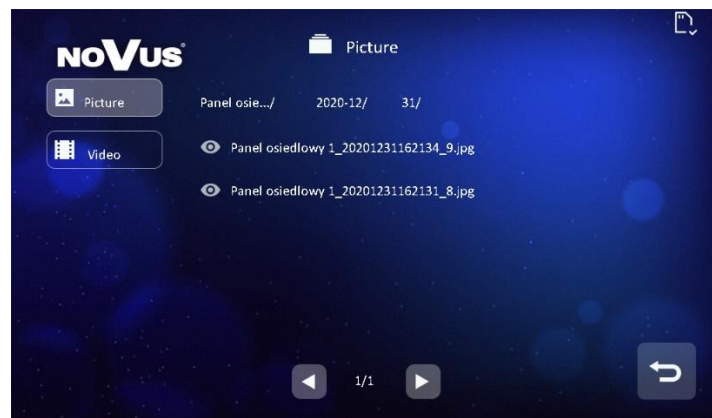 NOVUS
Picture
Picture
Panel osie.../ 2020-12/ 31/
Video
Panel osiedlowy 1_20201231162134_9.jpg
Panel osiedlowy 1_20201231162131_8.jpg
1/1